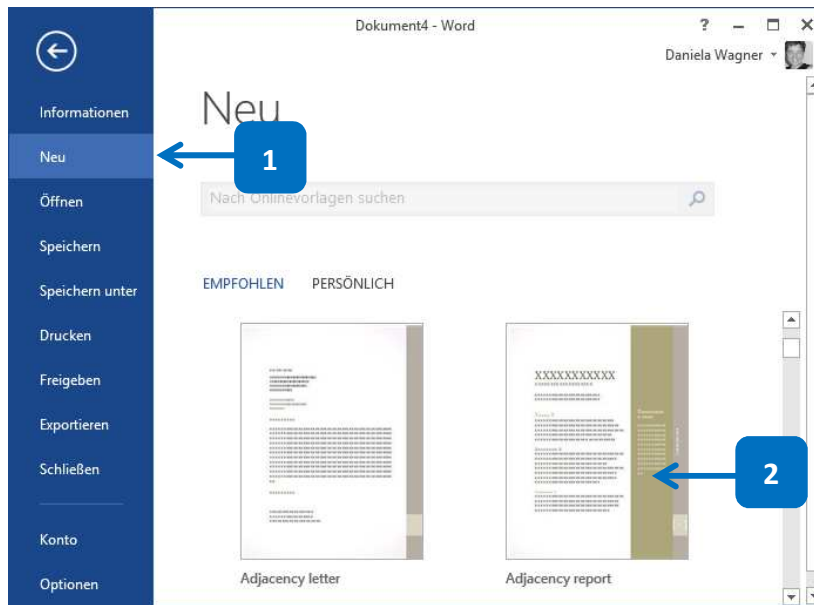 Dokument4 - Word
?
Daniela Wagner
Informationen
Neu
Öffnen
Speichern
Speichern unter
Drucken
Freigeben
Exportieren
Schließen
Konto
Optionen
Neu
1
Nach Onlinevorlagen suchen
EMPFOHLEN PERSÖNLICH
XXXXXXXXXX
2
Adjacency letter
Adjacency report